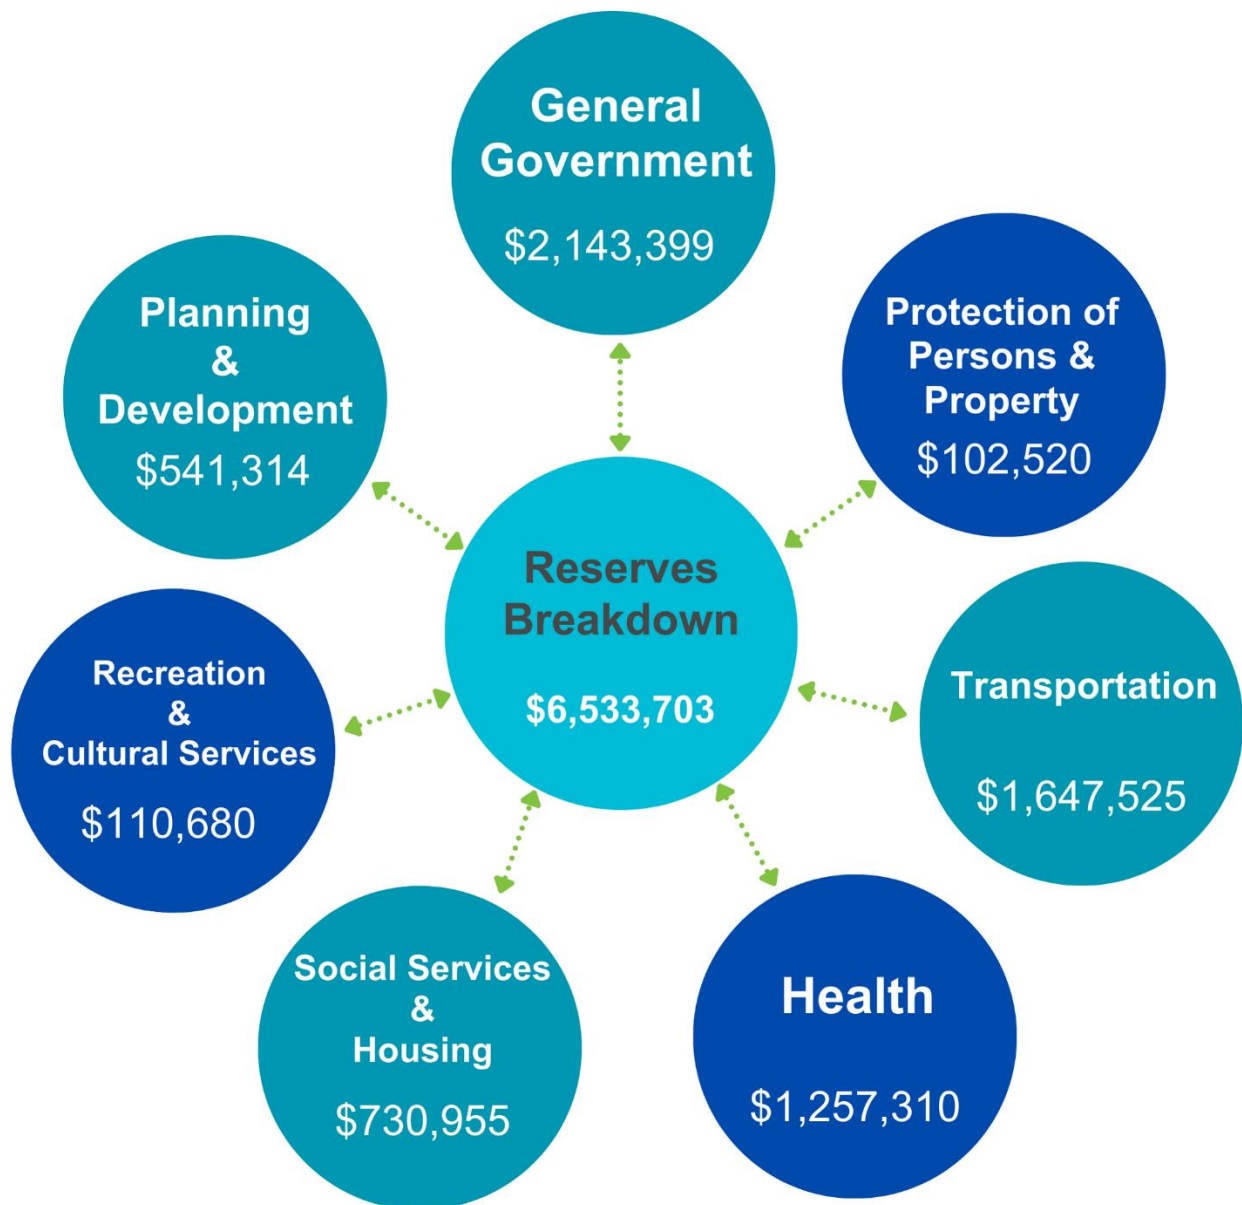 General
Government
$2,143,399
Protection of
Persons &
Property
$102,520
Transportation
$1,647,525
Health
$1,257,310
Social Services
&
Housing
$730,955
Recreation
&
Cultural Services
$110,680
Planning
&
Development
$541,314
Reserves
Breakdown
$6,533,703